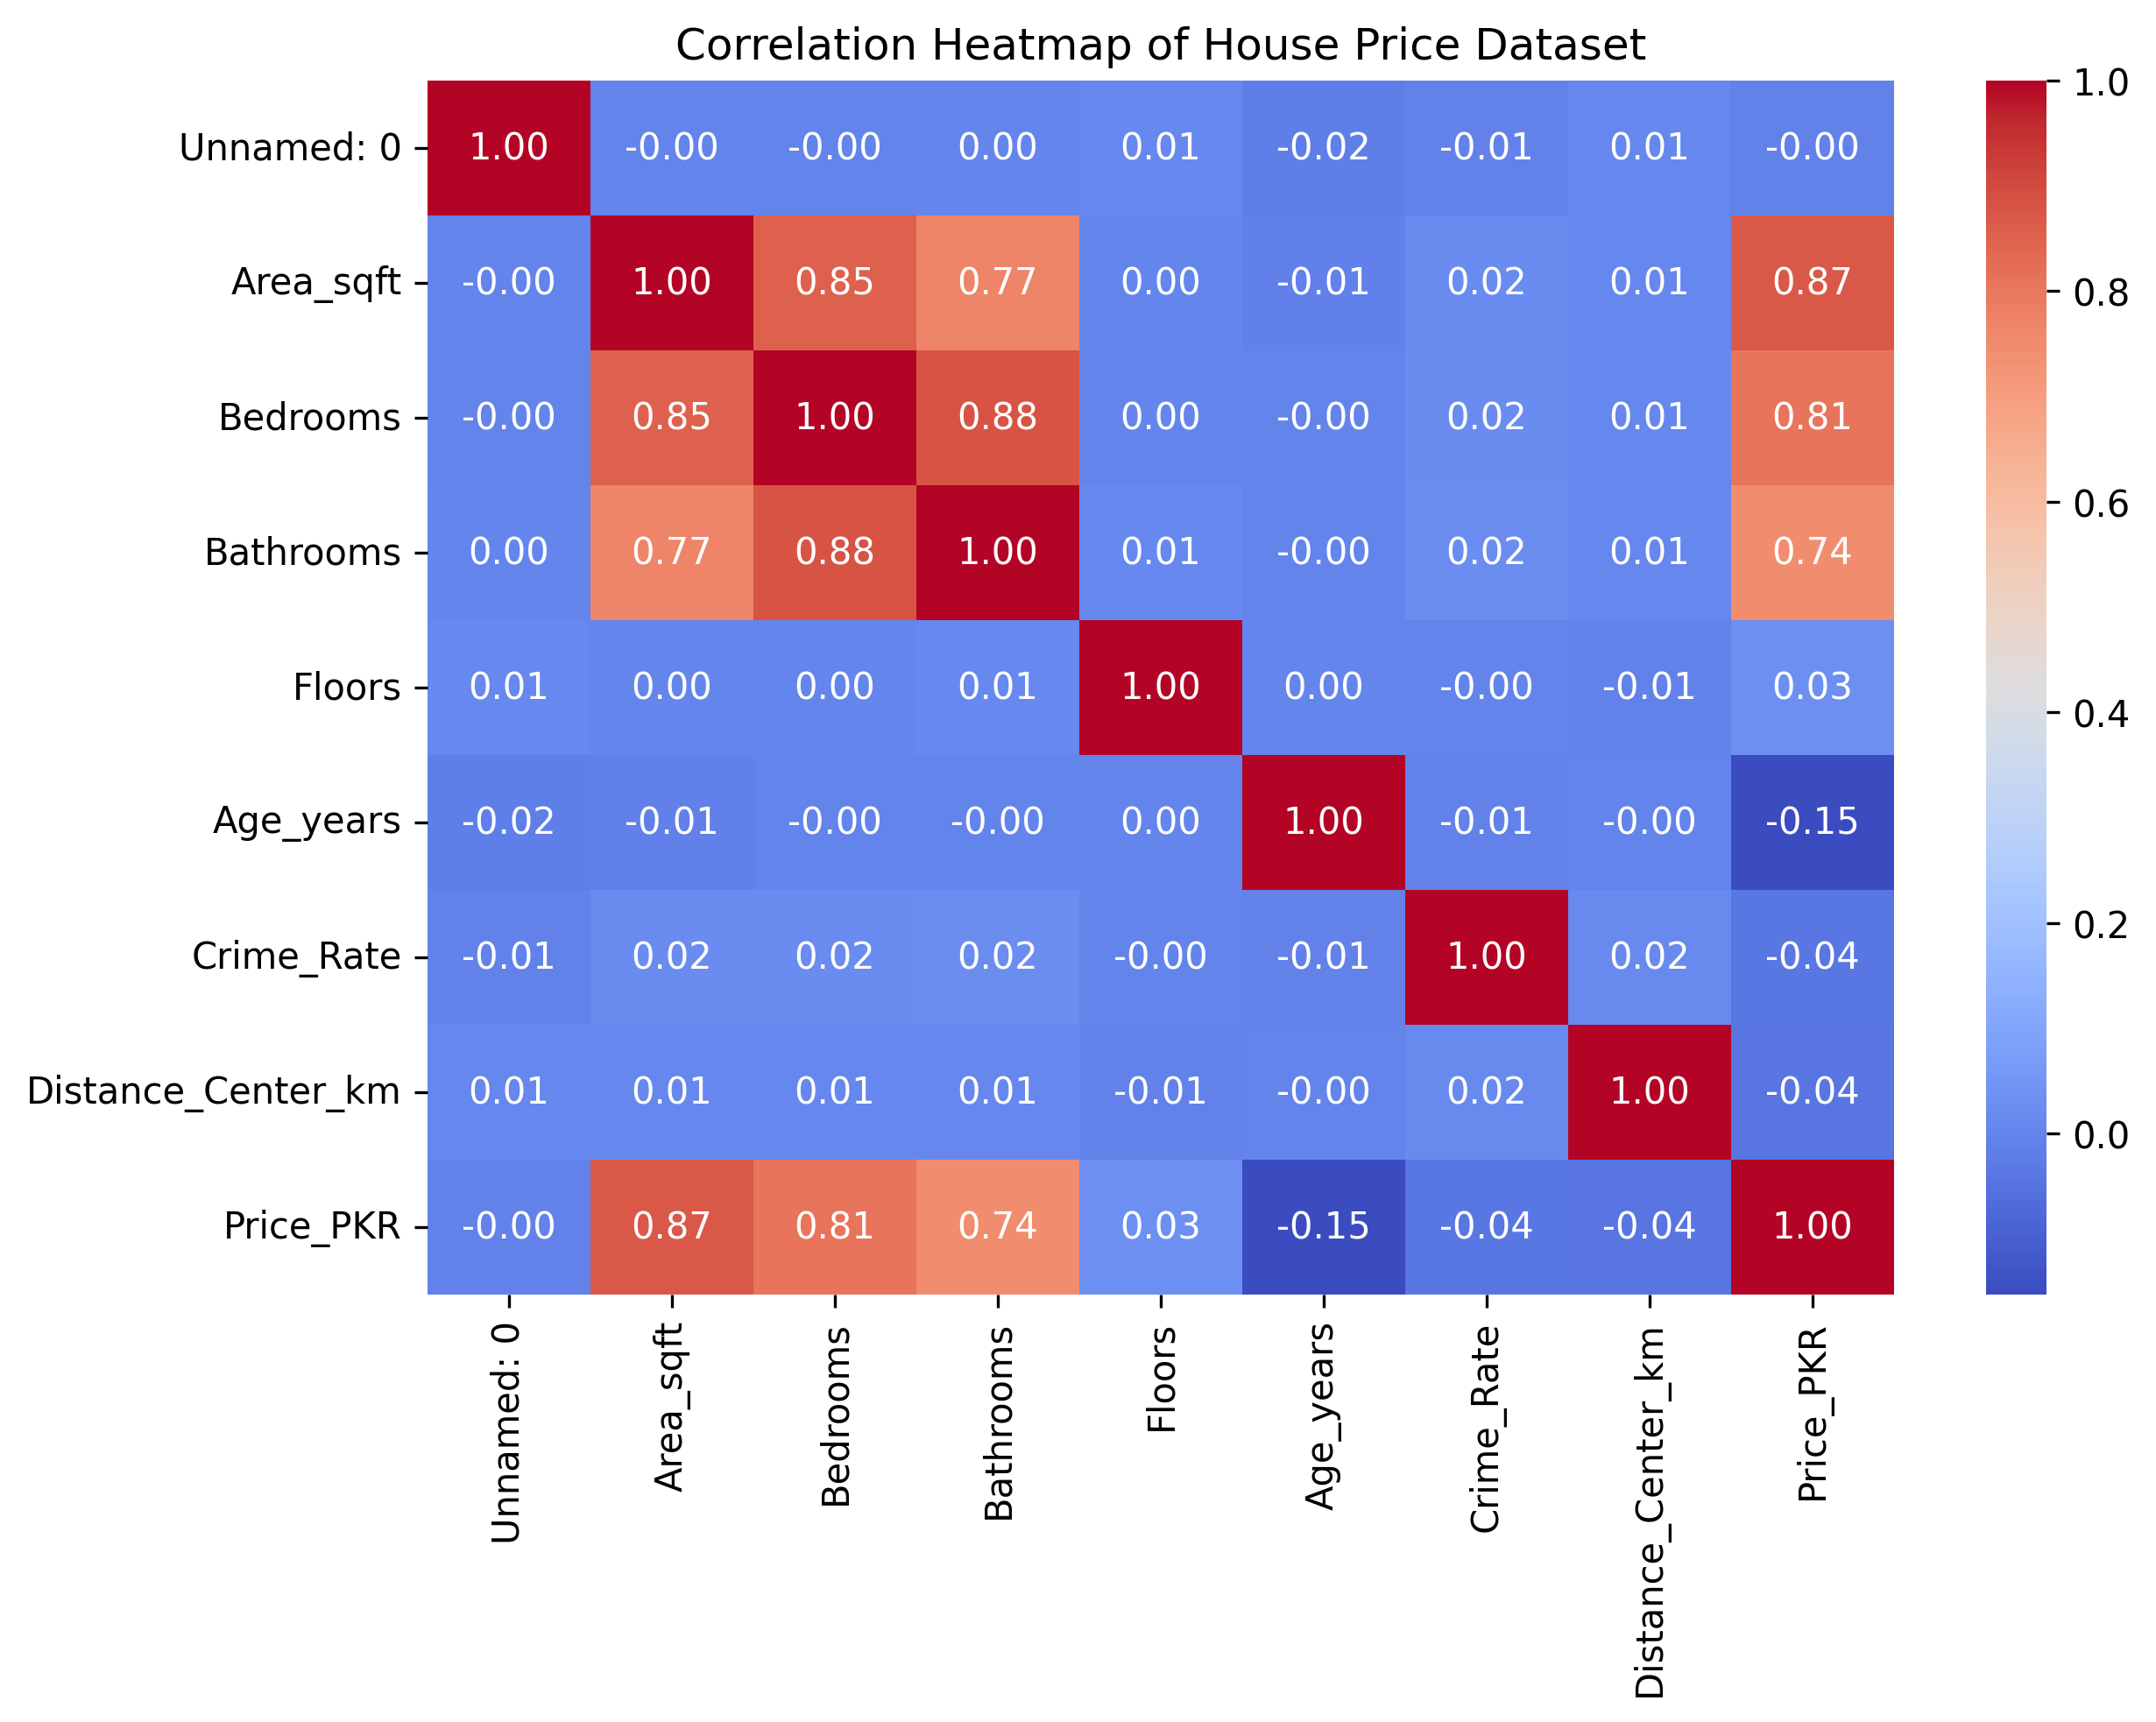 Correlation Heatmap of House Price Dataset
Unnamed: 0 1.00 -0.00 -0.00 0.00 0.01 -0.02 -0.01 0.01 -0.00
Area_sqft -0.00 1.00 0.85 0.77 0.00 -0.01 0.02 0.01 0.87
Bedrooms -0.00 0.85 1.00 0.88 0.00 -0.00 0.02 0.01 0.81
Bathrooms 0.00 0.77 0.88 1.00 0.01 -0.00 0.02 0.01 0.74
Floors 0.01 0.00 0.00 0.01 1.00 0.00 -0.00 -0.01 0.03
Age_years -0.02 -0.01 -0.00 -0.00 0.00 1.00 -0.01 -0.00 -0.15
Crime_Rate -0.01 0.02 0.02 0.02 -0.00 -0.01 1.00 0.02 -0.04
Distance_Center_km 0.01 0.01 0.01 0.01 -0.01 -0.00 0.02 1.00 -0.04
Price_PKR -0.00 0.87 0.81 0.74 0.03 -0.15 -0.04 -0.04 1.00
Unnamed: 0
Area_sqft
Bedrooms
Bathrooms
Floors
Age_years
Crime_Rate
Distance_Center_km
Price_PKR
1.0
0.8
0.6
0.4
0.2
0.0